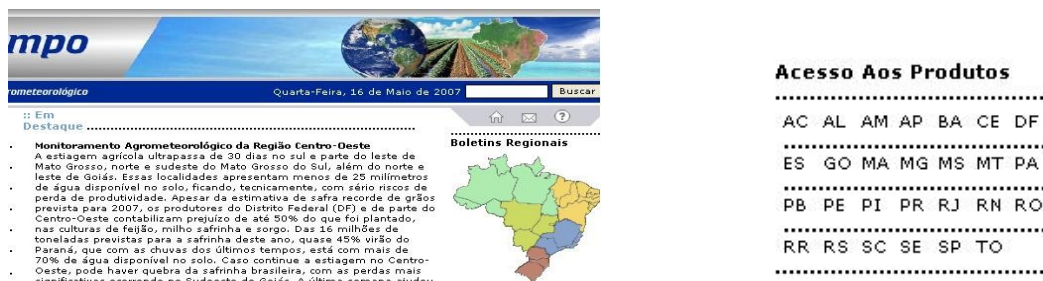 mpo
rometeorológico
Quarta-Feira, 16 de Maio de 2007
Buscar
:: Em
Destaque
Monitoramento Agrometeorológico da Região Centro-Oeste
A estiagem agrícola ultrapassa de 30 dias no sul e parte do leste de
Mato Grosso, norte e sudeste do Mato Grosso do Sul, além do norte e
leste de Goiás. Essas localidades apresentam menos de 25 milímetros
de água disponível no solo, ficando, tecnicamente, com sério riscos de
perda de produtividade. Apesar da estimativa de safra recorde de grãos
prevista para 2007, os produtores do Distrito Federal (DF) e de parte do
Centro-Oeste contabilizam prejuízo de até 50% do que foi plantado,
nas culturas de feijão, milho safrinha e sorgo. Das 16 milhões de
toneladas previstas para a safrinha deste ano, quase 45% virão do
Paraná, que com as chuvas dos últimos tempos, está com mais de
70% de água disponível no solo. Caso continue a estiagem no Centro-
Oeste, pode haver quebra da safrinha brasileira, com as perdas mais
significativas ocorrendo no Sudoeste de Goiás. A última semana ajudou
Boletins Regionais
Acesso Aos Produtos
AC AL AM AP BA CE DF
ES GO MA MG MS MT PA
PB PE PI PR RJ RN RO
RR RS SC SE SP TO